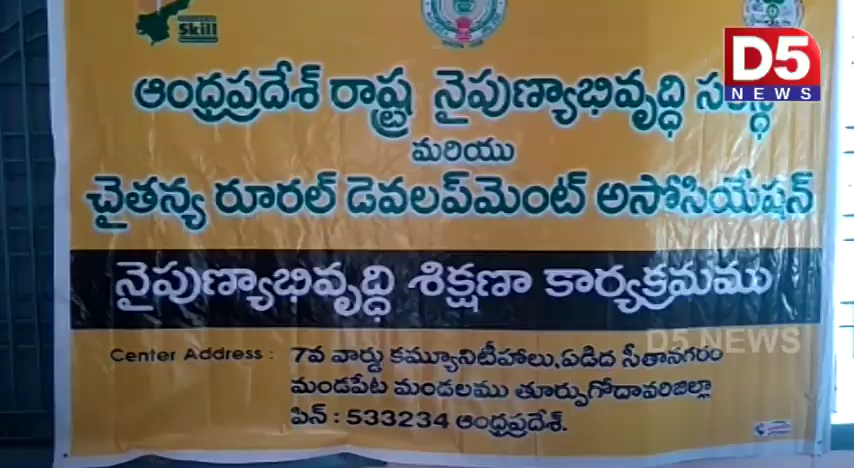 Skill
D5
NEWS
ఆంధ్రప్రదేశ్ రాష్ట్ర నైపుణ్యాభివృద్ధి
మరియు
చైతన్య రూరల్ డెవలప్‌మెంట్ అసోసియేషన్
నైపుణ్యాభివృద్ధి శిక్షణా కార్యక్రమము
D5 NEWS
Center Address : 7వ వార్డు కమ్యూనిటీహాలు,ఏడిద సీతానగరం
మండపేట మండలము తూర్పుగోదావరిజిల్లా
పిన్ : 533234 ఆంధ్రప్రదేశ్.